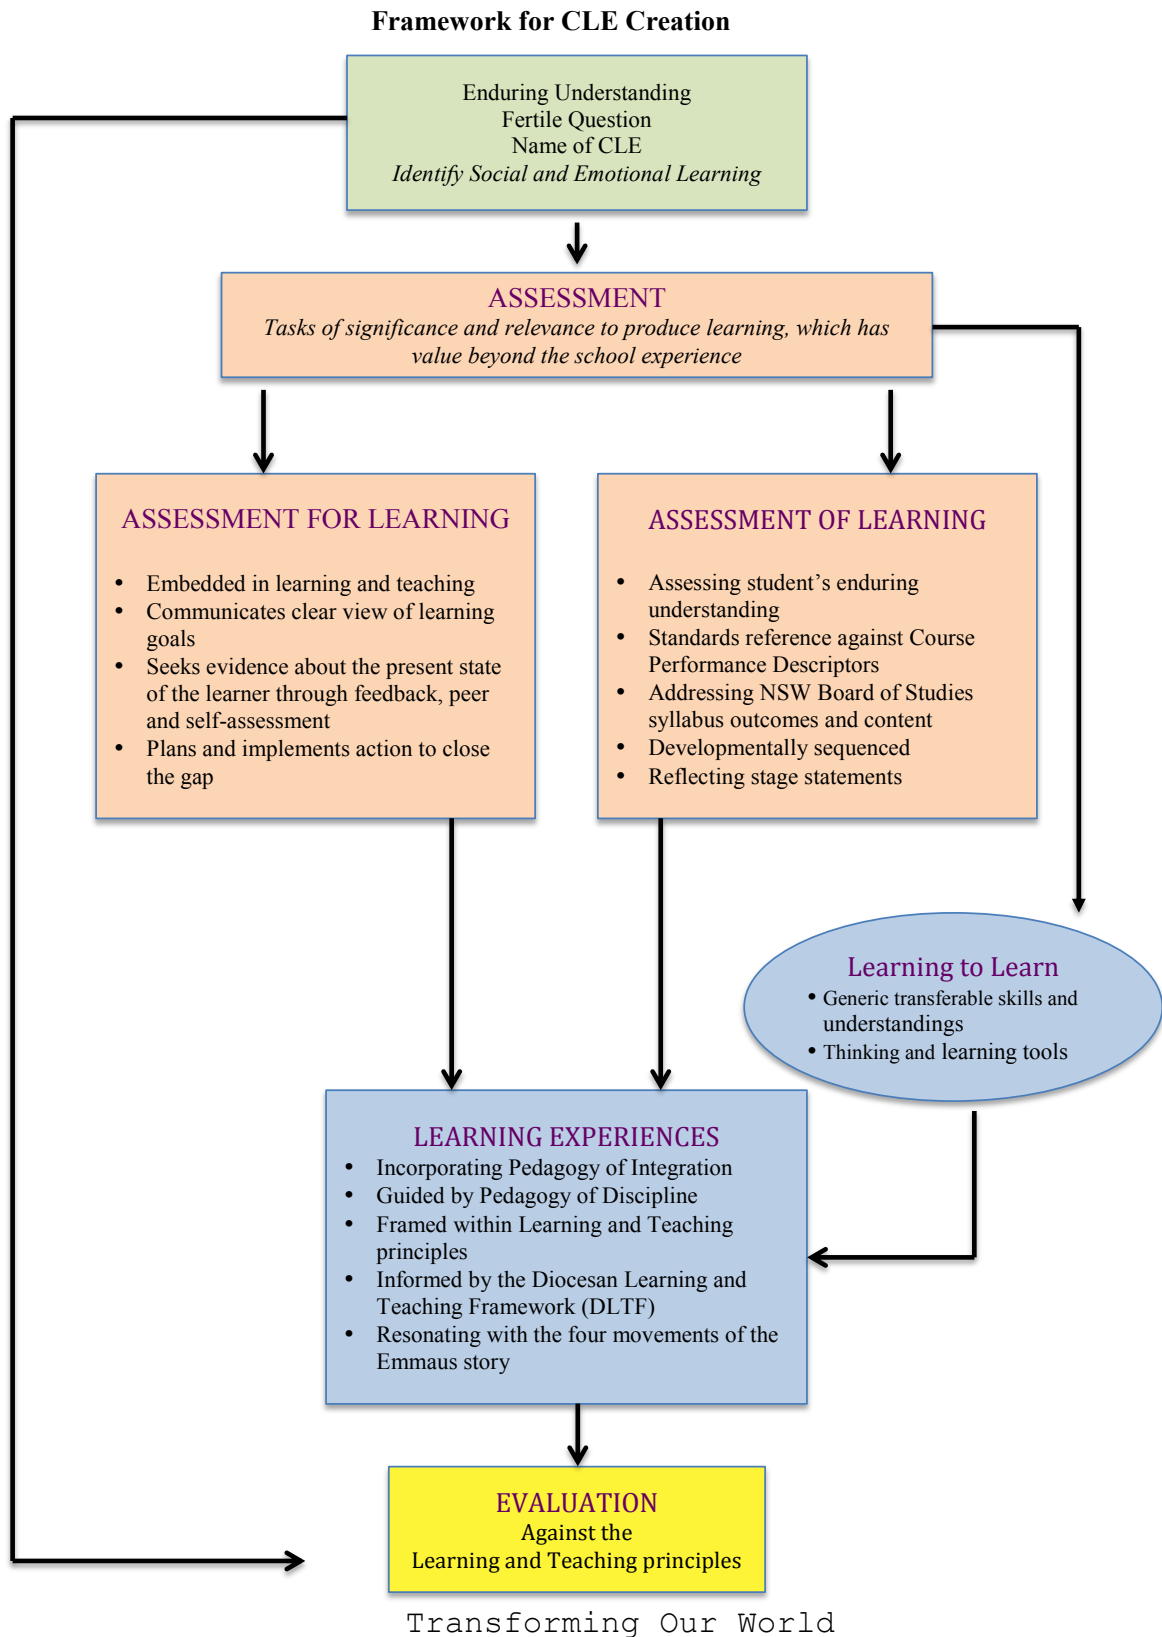 Framework for CLE Creation
Enduring Understanding
Fertile Question
Name of CLE
Identify Social and Emotional Learning
ASSESSMENT
Tasks of significance and relevance to produce learning, which has
value beyond the school experience
ASSESSMENT FOR LEARNING
• Embedded in learning and teaching
• Communicates clear view of learning
goals
• Seeks evidence about the present state
of the learner through feedback, peer
and self-assessment
• Plans and implements action to close
the gap
ASSESSMENT OF LEARNING
• Assessing student’s enduring
understanding
• Standards reference against Course
Performance Descriptors
• Addressing NSW Board of Studies
syllabus outcomes and content
• Developmentally sequenced
• Reflecting stage statements
Learning to Learn
• Generic transferable skills and
understandings
• Thinking and learning tools
LEARNING EXPERIENCES
• Incorporating Pedagogy of Integration
• Guided by Pedagogy of Discipline
• Framed within Learning and Teaching
principles
• Informed by the Diocesan Learning and
Teaching Framework (DLTF)
• Resonating with the four movements of the
Emmaus story
EVALUATION
Against the
Learning and Teaching principles
Transforming Our World